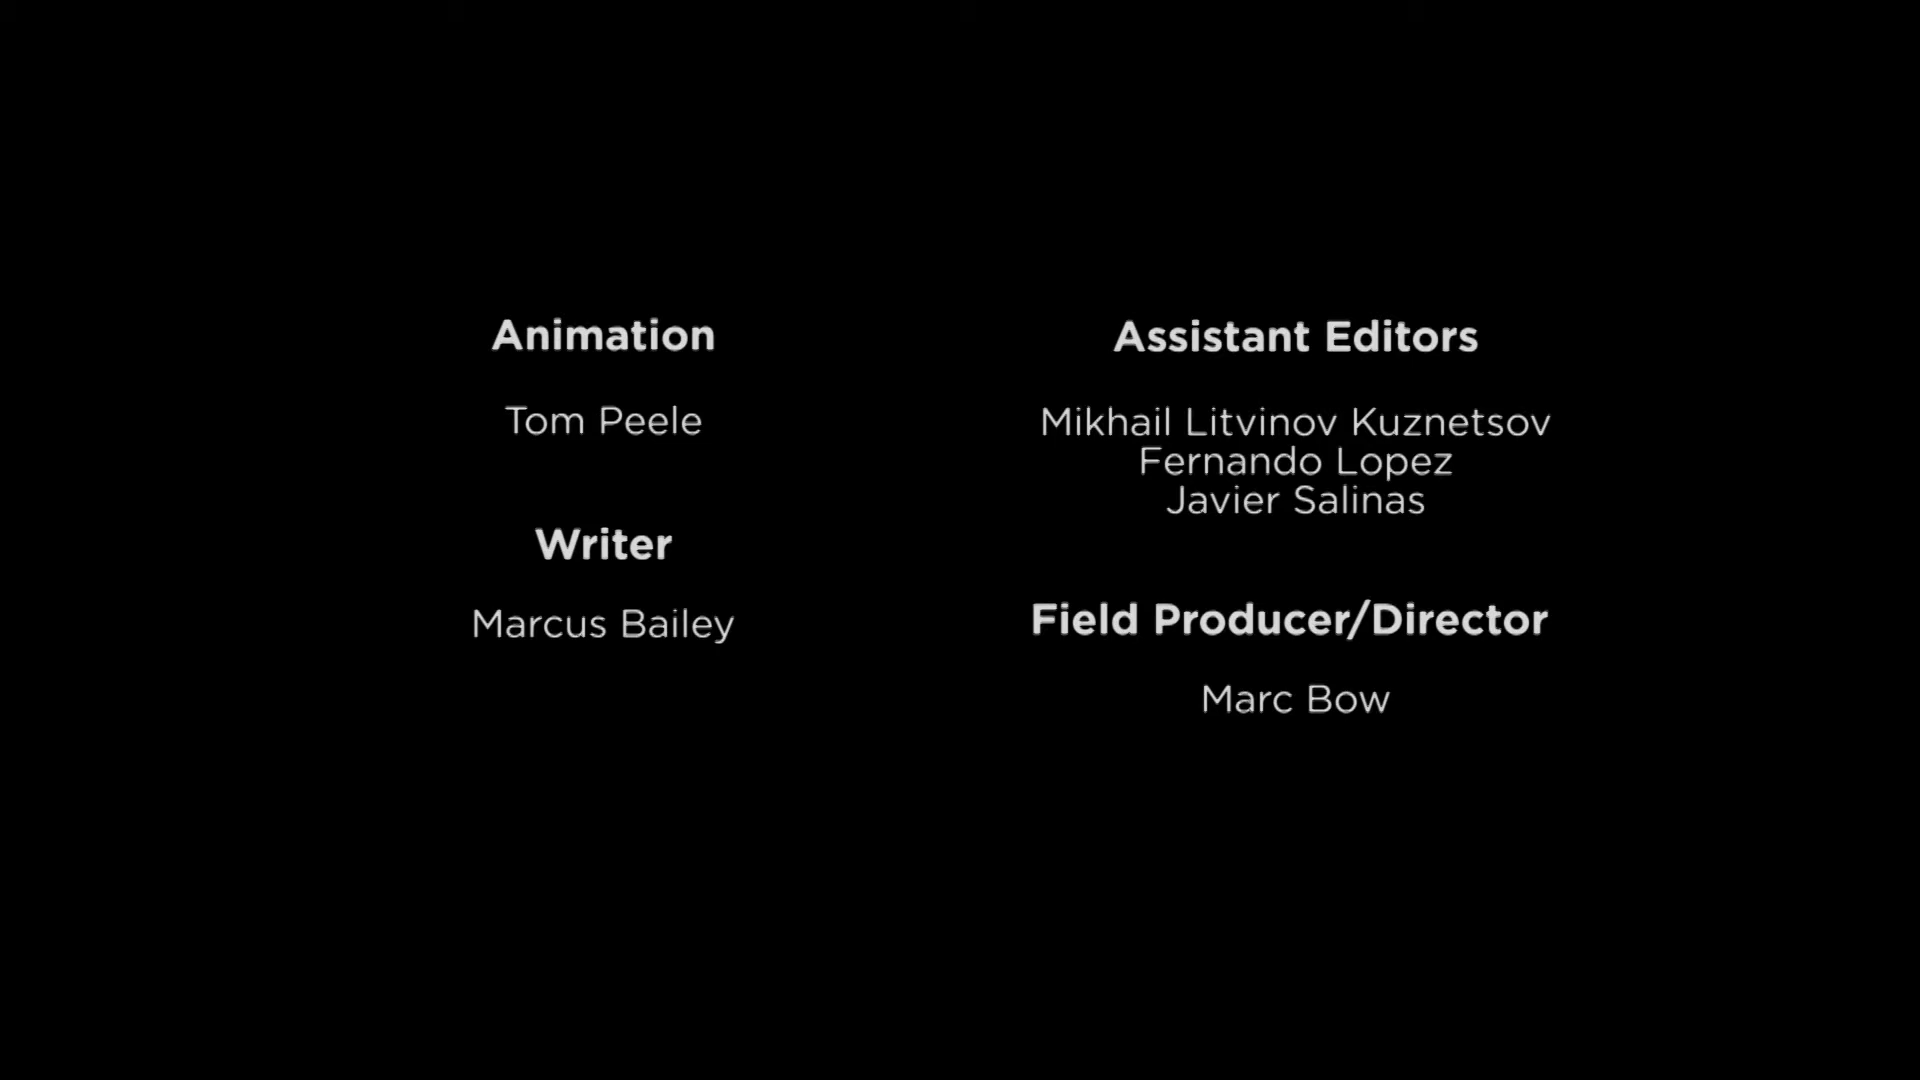 Animation
Tom Peele
Writer
Marcus Bailey
Assistant Editors
Mikhail Litvinov Kuznetsov
Fernando Lopez
Javier Salinas
Field Producer/Director
Marc Bow